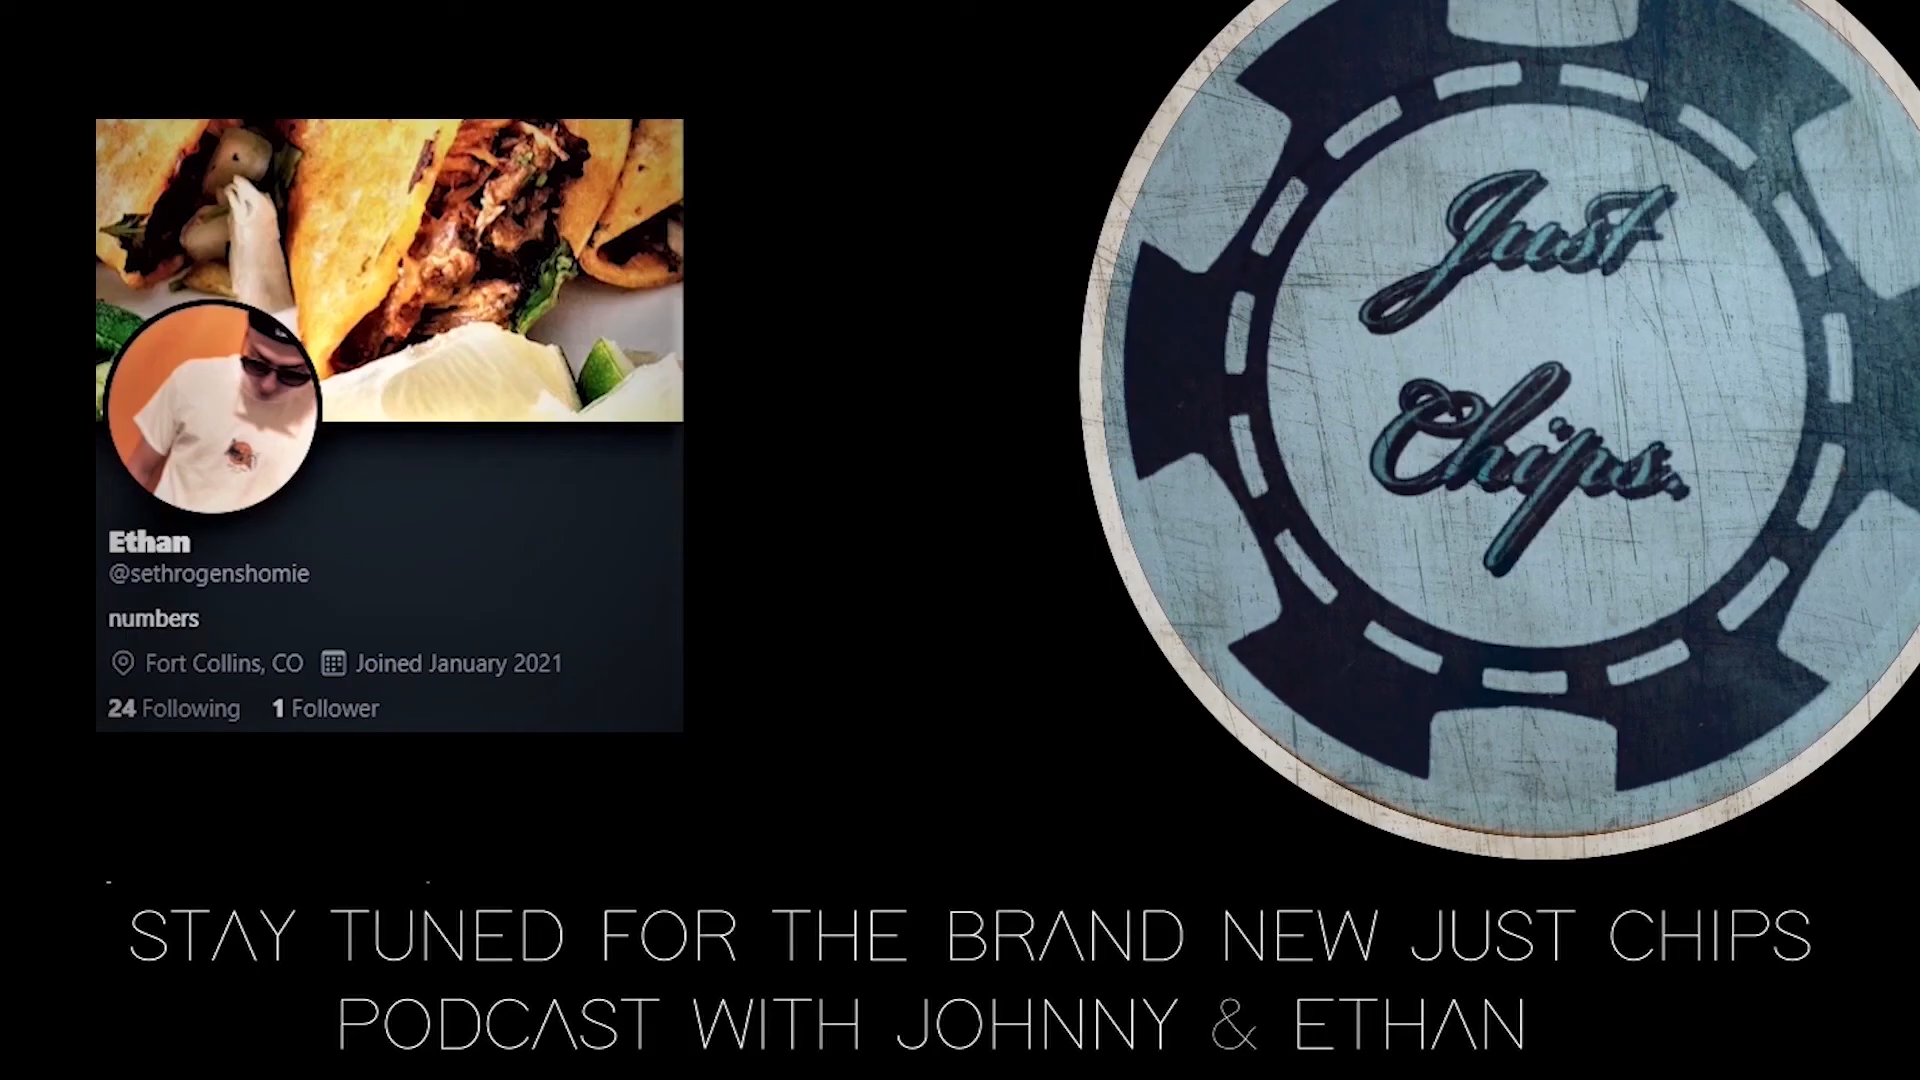 Just
Chips.
Ethan
@sethrogenshomie
numbers
Fort Collins, CO Joined January 2021
24 Following 1 Follower
STAY TUNED FOR THE BRAND NEW JUST CHIPS
PODCAST WITH JOHNNY & ETHAN